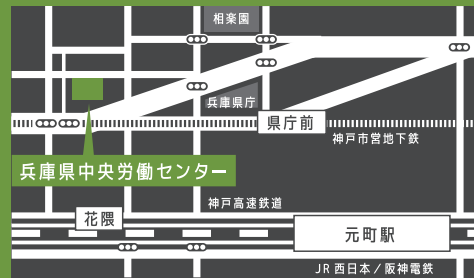 相楽園
兵庫県庁
県庁前
神戸市営地下鉄
兵庫県中央労働センター
神戸高速鉄道
花隈
元町駅
JR西日本／阪神電鉄